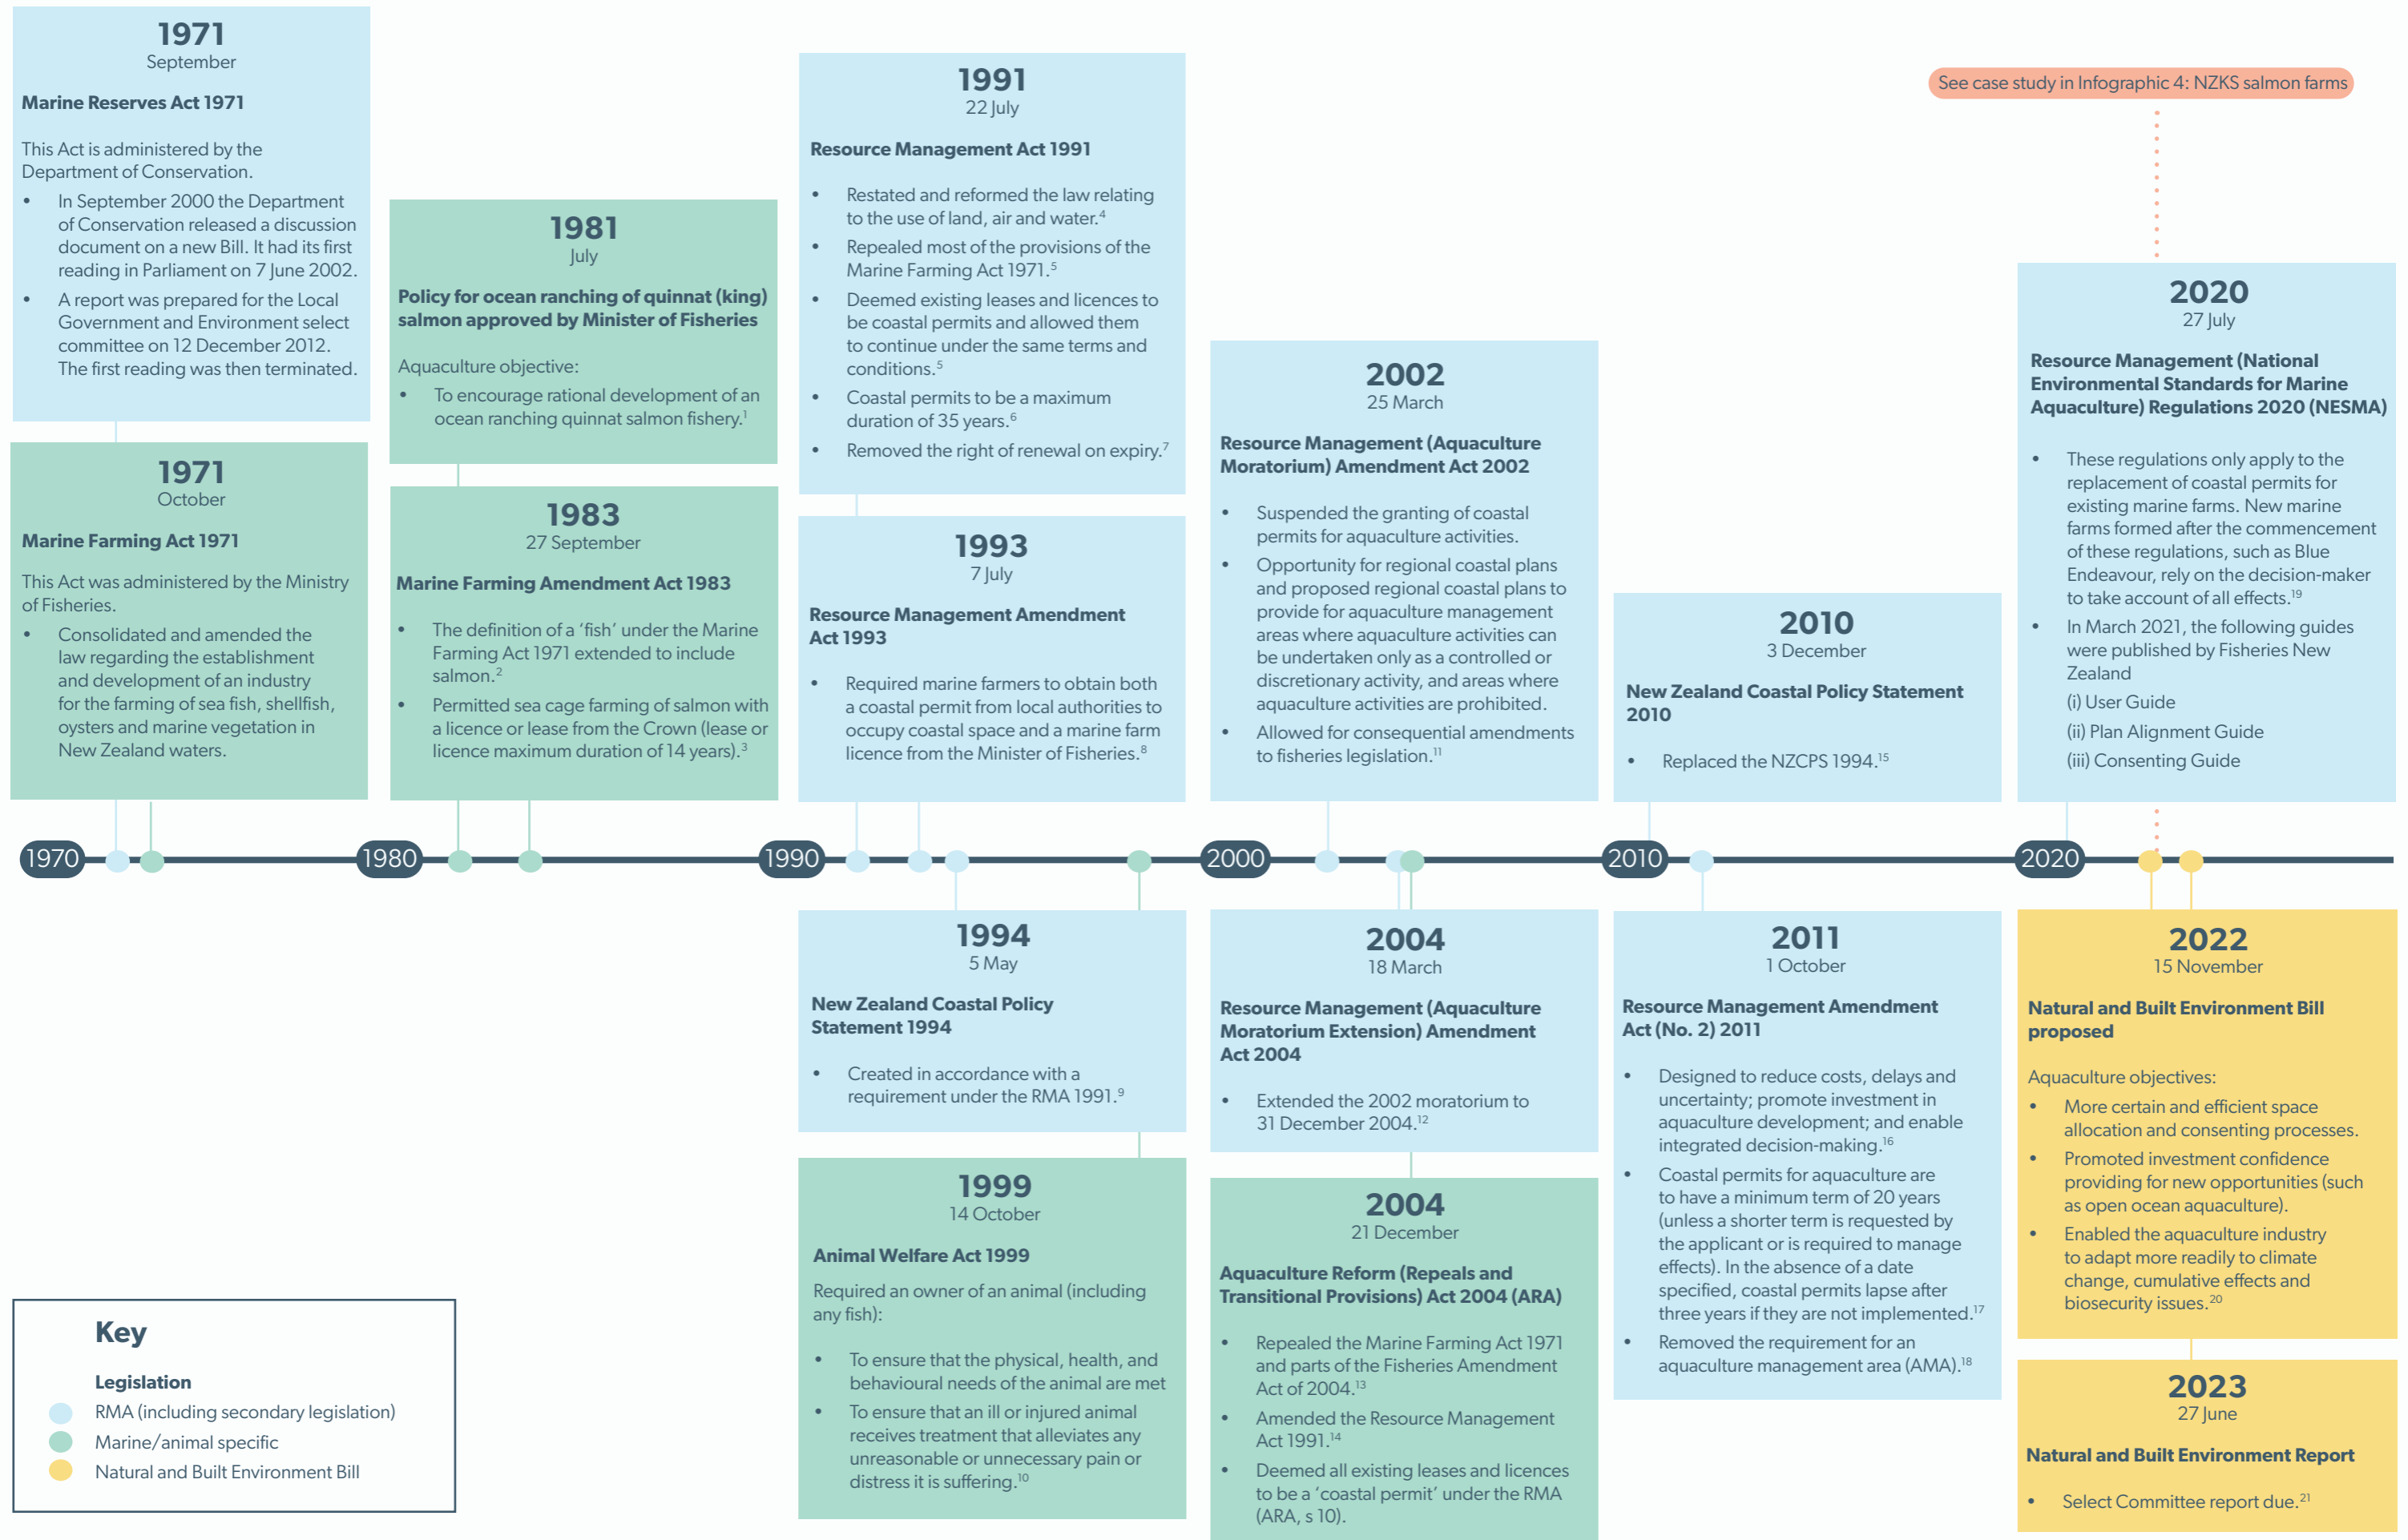 1971
September
Marine Reserves Act 1971
This Act is administered by the
Department of Conservation.
• In September 2000 the Department
of Conservation released a discussion
document on a new Bill. It had its first
reading in Parliament on 7 June 2002.
• A report was prepared for the Local
Government and Environment select
committee on 12 December 2012.
The first reading was then terminated.
1971
October
Marine Farming Act 1971
This Act was administered by the Ministry
of Fisheries.
• Consolidated and amended the
law regarding the establishment
and development of an industry
for the farming of sea fish, shellfish,
oysters and marine vegetation in
New Zealand waters.
1981
July
Policy for ocean ranching of quinnat (king)
salmon approved by Minister of Fisheries
Aquaculture objective:
• To encourage rational development of an
ocean ranching quinnat salmon fishery.1
1983
27 September
Marine Farming Amendment Act 1983
• The definition of a ‘fish’ under the Marine
Farming Act 1971 extended to include
salmon.2
• Permitted sea cage farming of salmon with
a licence or lease from the Crown (lease or
licence maximum duration of 14 years).3
1991
22 July
Resource Management Act 1991
• Restated and reformed the law relating
to the use of land, air and water.4
• Repealed most of the provisions of the
Marine Farming Act 1971.5
• Deemed existing leases and licences to
be coastal permits and allowed them
to continue under the same terms and
conditions.5
• Coastal permits to be a maximum
duration of 35 years.6
• Removed the right of renewal on expiry.7
1993
7 July
Resource Management Amendment
Act 1993
• Required marine farmers to obtain both
a coastal permit from local authorities to
occupy coastal space and a marine farm
licence from the Minister of Fisheries.8
2002
25 March
Resource Management (Aquaculture
Moratorium) Amendment Act 2002
• Suspended the granting of coastal
permits for aquaculture activities.
• Opportunity for regional coastal plans
and proposed regional coastal plans to
provide for aquaculture management
areas where aquaculture activities can
be undertaken only as a controlled or
discretionary activity, and areas where
aquaculture activities are prohibited.
• Allowed for consequential amendments
to fisheries legislation.11
2010
3 December
New Zealand Coastal Policy Statement
2010
• Replaced the NZCPS 1994.15
See case study in Infographic 4: NZKS salmon farms
2020
27 July
Resource Management (National
Environmental Standards for Marine
Aquaculture) Regulations 2020 (NESMA)
• These regulations only apply to the
replacement of coastal permits for
existing marine farms. New marine
farms formed after the commencement
of these regulations, such as Blue
Endeavour, rely on the decision-maker
to take account of all effects.19
• In March 2021, the following guides
were published by Fisheries New
Zealand
(i) User Guide
(ii) Plan Alignment Guide
(iii) Consenting Guide
1970
1980
1990
2000
2010
2020
1994
5 May
New Zealand Coastal Policy
Statement 1994
• Created in accordance with a
requirement under the RMA 1991.9
1999
14 October
Animal Welfare Act 1999
Required an owner of an animal (including
any fish):
• To ensure that the physical, health, and
behavioural needs of the animal are met
• To ensure that an ill or injured animal
receives treatment that alleviates any
unreasonable or unnecessary pain or
distress it is suffering.10
2004
18 March
Resource Management (Aquaculture
Moratorium Extension) Amendment
Act 2004
• Extended the 2002 moratorium to
31 December 2004.12
2004
21 December
Aquaculture Reform (Repeals and
Transitional Provisions) Act 2004 (ARA)
• Repealed the Marine Farming Act 1971
and parts of the Fisheries Amendment
Act of 2004.13
• Amended the Resource Management
Act 1991.14
• Deemed all existing leases and licences
to be a ‘coastal permit’ under the RMA
(ARA, s 10).
2011
1 October
Resource Management Amendment
Act (No. 2) 2011
• Designed to reduce costs, delays and
uncertainty; promote investment in
aquaculture development; and enable
integrated decision-making.16
• Coastal permits for aquaculture are
to have a minimum term of 20 years
(unless a shorter term is requested by
the applicant or is required to manage
effects). In the absence of a date
specified, coastal permits lapse after
three years if they are not implemented.17
• Removed the requirement for an
aquaculture management area (AMA).18
2022
15 November
Natural and Built Environment Bill
proposed
Aquaculture objectives:
• More certain and efficient space
allocation and consenting processes.
• Promoted investment confidence
providing for new opportunities (such
as open ocean aquaculture).
• Enabled the aquaculture industry
to adapt more readily to climate
change, cumulative effects and
biosecurity issues.20
2023
27 June
Natural and Built Environment Report
• Select Committee report due.21
Key
Legislation
RMA (including secondary legislation)
Marine/animal specific
Natural and Built Environment Bill